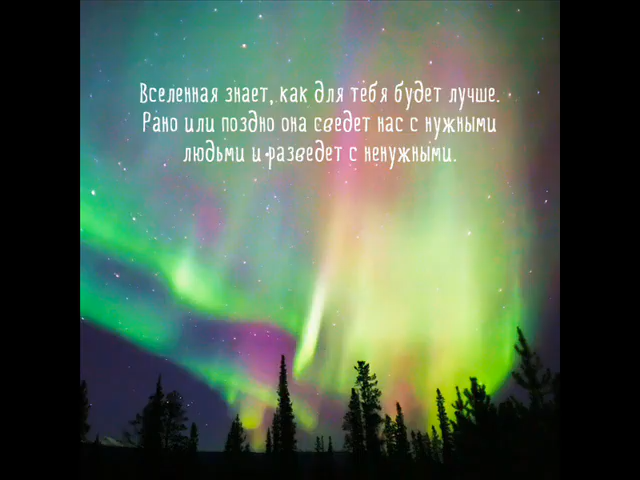 Вселенная знает, как для тебя будет лучше.
Рано или поздно она сведет нас с нужными
людьми и разведет с ненужными.